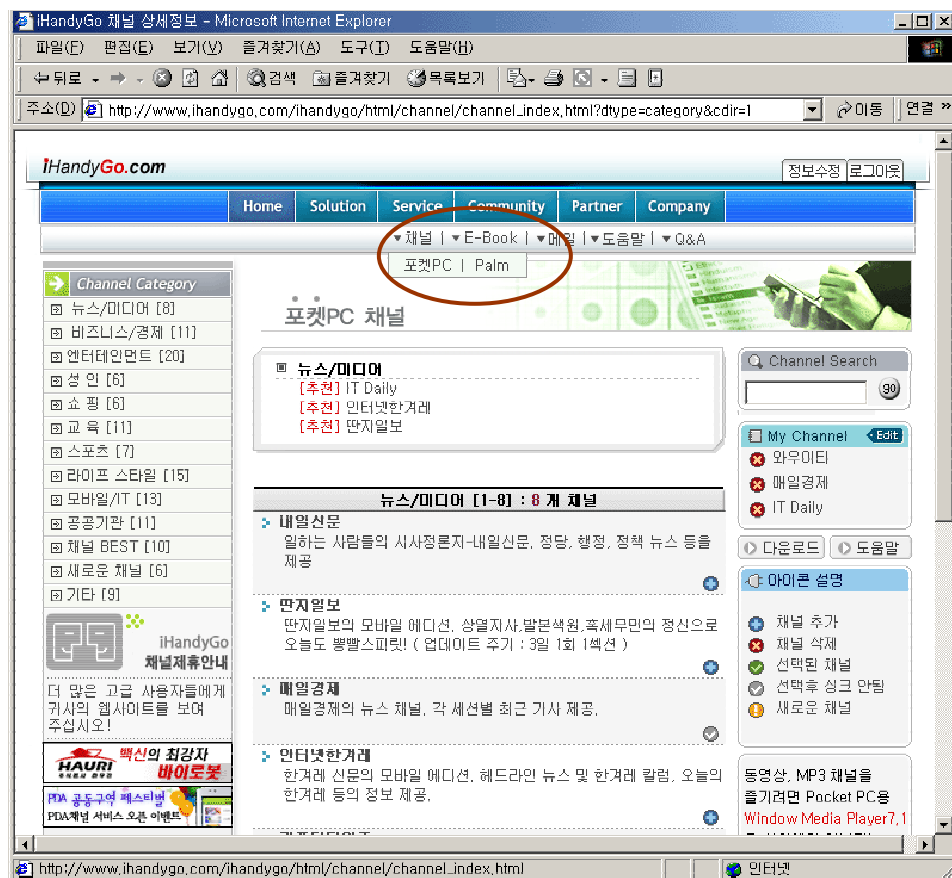 iHandyGo 채널 상세정보 - Microsoft Internet Explorer
파일(F) 편집(E) 보기(V) 즐겨찾기(A) 도구(T) 도움말(H)
뒤로 검색 즐겨찾기 목록보기
주소(D) http://www.ihandygo.com/ihandygo/html/channel/channel_index.html?dtype=category&cdir=1 이동 연결 »
iHandyGo.com
정보수정 로그아웃
Home Solution Service Community Partner Company
▼채널 | ▼E-Book | ▼메일 | ▼도움말 | ▼Q&A
포켓PC | Palm
Channel Category
뉴스/미디어 [8]
비즈니스/경제 [11]
엔터테인먼트 [20]
성 인 [6]
쇼 핑 [6]
교 육 [11]
스포츠 [7]
라이프 스타일 [15]
모바일/IT [13]
공공기관 [11]
채널 BEST [10]
새로운 채널 [6]
기타 [9]
iHandyGo
채널제휴안내
더 많은 고급 사용자들에게
귀사의 웹사이트를 보여
주십시오!
HAURI
백신의 최강자
바이로봇
PDA 공동구역 페스티벌
PDA채널 서비스 오픈 이벤트
포켓PC 채널
뉴스/미디어
[추천] IT Daily
[추천] 인터넷한겨레
[추천] 딴지일보
뉴스/미디어 [1-8] : 8 개 채널
내일신문
일하는 사람들의 시사정론지-내일신문. 정당, 행정, 정책 뉴스 등을
제공
딴지일보
딴지일보의 모바일 에디션. 상열지사,발본색원,혹세무민의 정신으로
오늘도 뽕빨스피릿! ( 업데이트 주기 : 3일 1회 1섹션 )
매일경제
매일경제의 뉴스 채널. 각 세션별 최근 기사 제공.
인터넷한겨레
한겨레 신문의 모바일 에디션. 헤드라인 뉴스 및 한겨레 칼럼, 오늘의
한겨레 등의 정보 제공.
Channel Search
go
My Channel Edit
와우이티
매일경제
IT Daily
다운로드 도움말
아이콘 설명
채널 추가
채널 삭제
선택된 채널
선택후 싱크 안됨
새로운 채널
동영상, MP3 채널을
즐기려면 Pocket PC용
Window Media Player7.1
http://www.ihandygo.com/ihandygo/html/channel/channel_index.html 인터넷